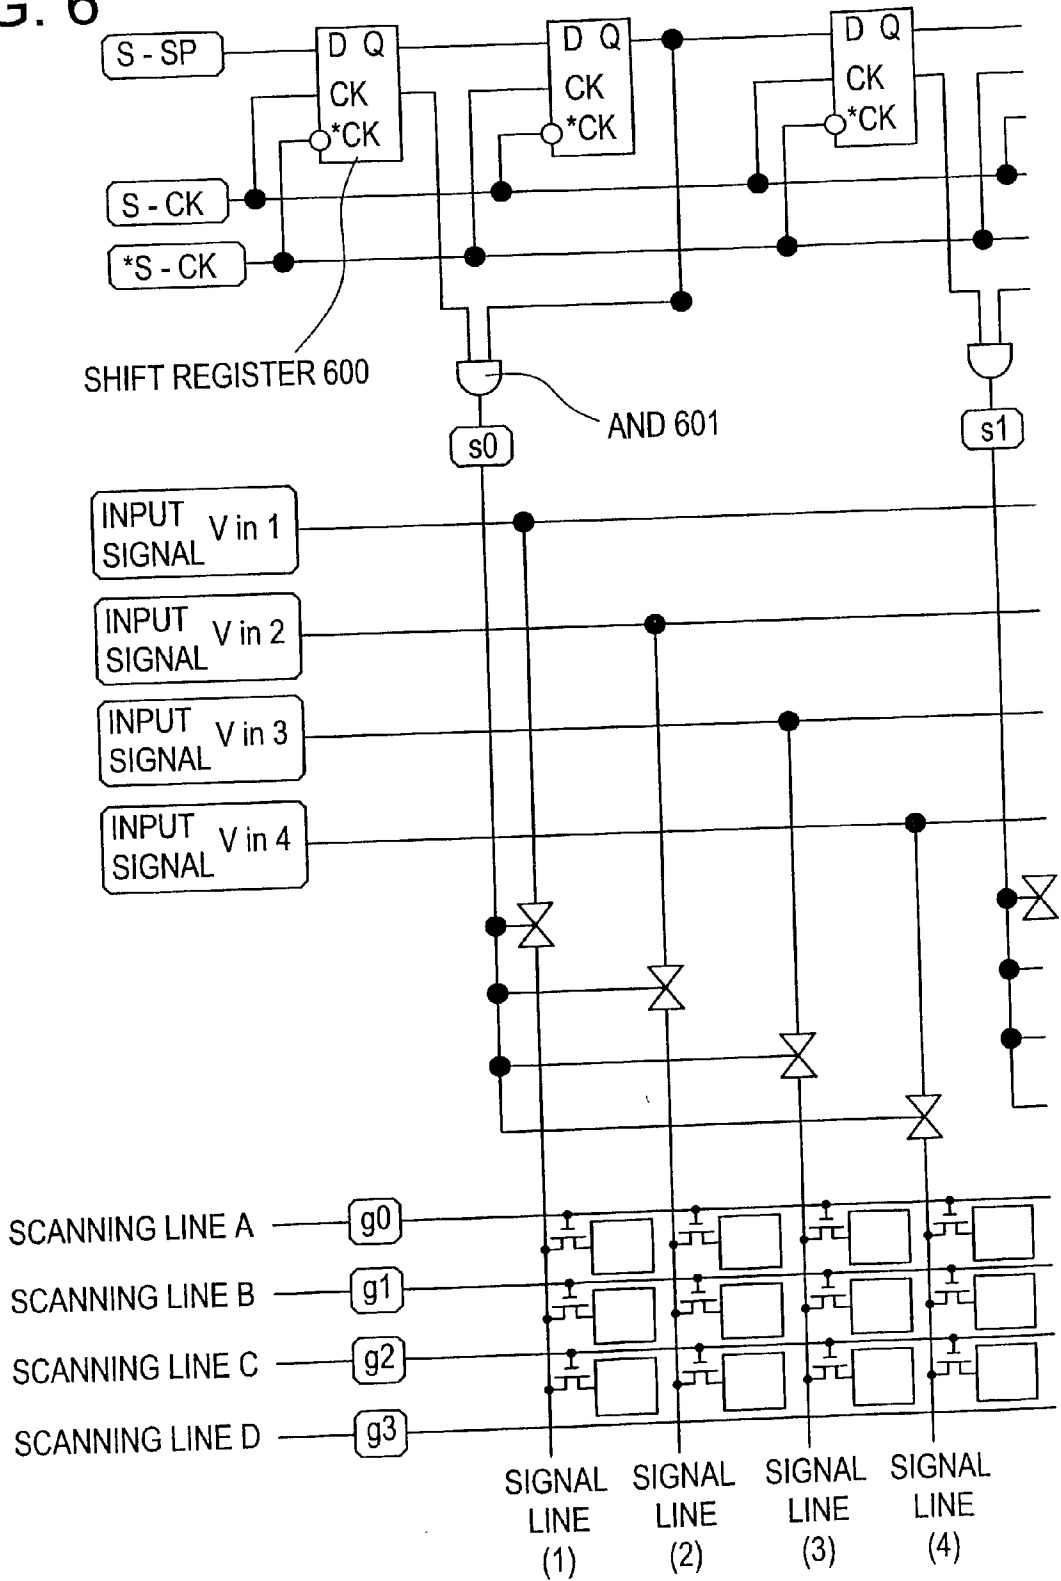 G. 6
S - SP
D Q
CK
*CK
D Q
CK
*CK
D Q
CK
*CK
S - CK
*S - CK
SHIFT REGISTER 600
AND 601
s0
s1
INPUT
SIGNAL
V in 1
INPUT
SIGNAL
V in 2
INPUT
SIGNAL
V in 3
INPUT
SIGNAL
V in 4
SCANNING LINE A
g0
SCANNING LINE B
g1
SCANNING LINE C
g2
SCANNING LINE D
g3
SIGNAL
LINE
(1)
SIGNAL
LINE
(2)
SIGNAL
LINE
(3)
SIGNAL
LINE
(4)